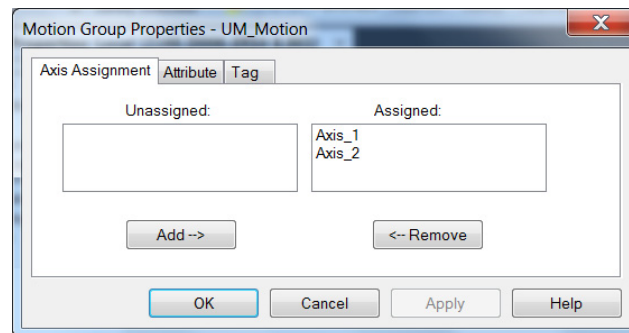 Motion Group Properties - UM_Motion
X
Axis Assignment Attribute Tag
Unassigned: Assigned:
Axis_1
Axis_2
Add --> <-- Remove
OK Cancel Apply Help